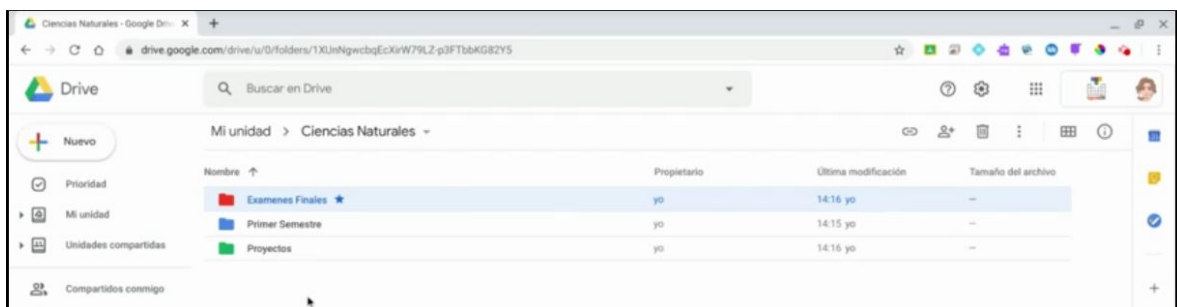 Ciencias Naturales - Google Driv
drive.google.com/drive/u/0/folders/1XUnNgwcbqEcXirW79LZ-p3FTbbKG82Y5
Drive
Buscar en Drive
Nuevo
Mi unidad > Ciencias Naturales
Nombre Propietario Última modificación Tamaño del archivo
Prioridad
Examenes Finales yo 14:16 yo —
Mi unidad
Primer Semestre yo 14:15 yo —
Unidades compartidas
Proyectos yo 14:16 yo —
Compartidos conmigo